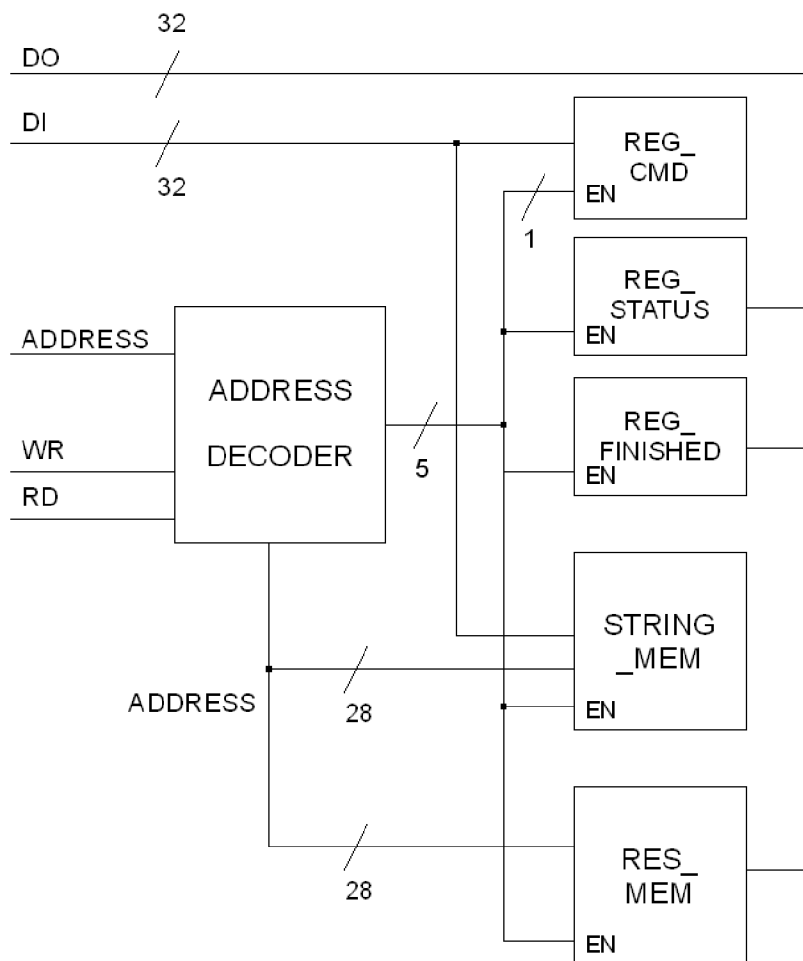 32
DO
DI
32
REG_
CMD
EN
1
REG_
STATUS
EN
ADDRESS
ADDRESS
DECODER
WR
RD
5
REG_
FINISHED
EN
STRING
_MEM
EN
ADDRESS
28
RES_
MEM
EN
28